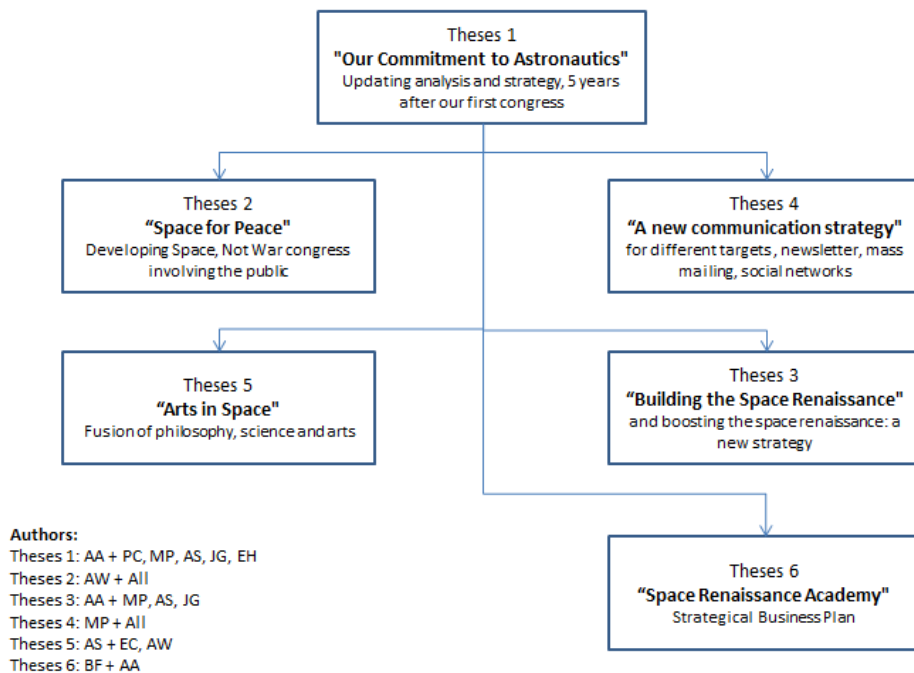 Theses 1
"Our Commitment to Astronautics"
Updating analysis and strategy, 5 years
after our first congress
Theses 2
“Space for Peace"
Developing Space, Not War congress
involving the public
Theses 4
“A new communication strategy"
for different targets, newsletter, mass
mailing, social networks
Theses 5
“Arts in Space"
Fusion of philosophy, science and arts
Theses 3
“Building the Space Renaissance"
and boosting the space renaissance: a
new strategy
Theses 6
“Space Renaissance Academy"
Strategical Business Plan
Authors:
Theses 1: AA + PC, MP, AS, JG, EH
Theses 2: AW + All
Theses 3: AA + MP, AS, JG
Theses 4: MP + All
Theses 5: AS + EC, AW
Theses 6: BF + AA